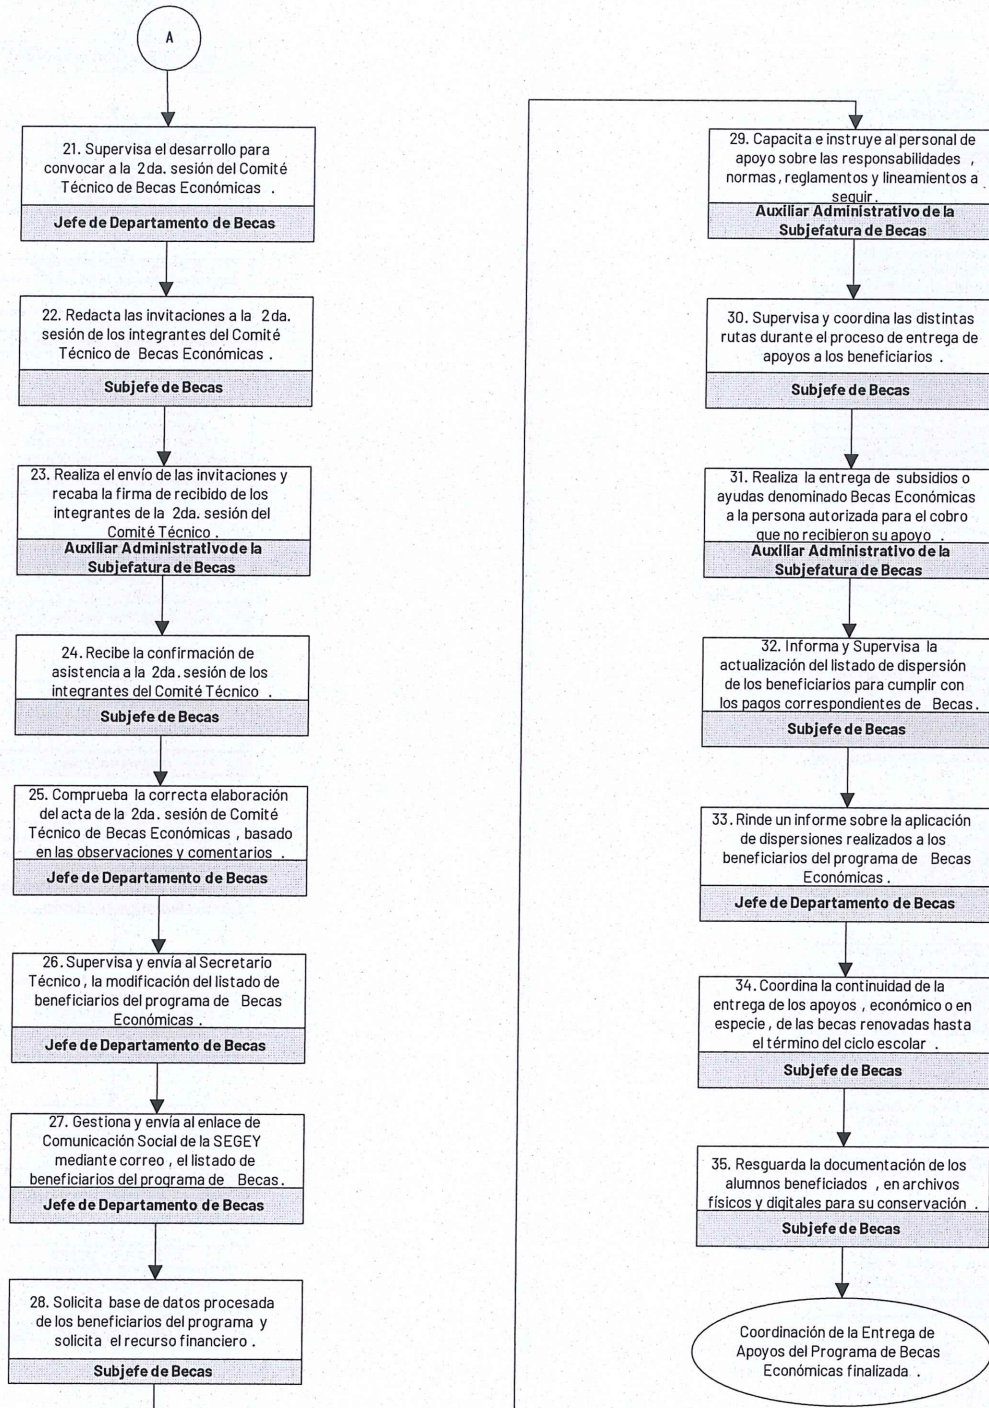 A
21. Supervisa el desarrollo para
convocar a la 2da. sesión del Comité
Técnico de Becas Económicas .
Jefe de Departamento de Becas
22. Redacta las invitaciones a la 2da.
sesión de los integrantes del Comité
Técnico de Becas Económicas .
Subjefe de Becas
23. Realiza el envío de las invitaciones y
recaba la firma de recibido de los
integrantes de la 2da. sesión del
Comité Técnico .
Auxiliar Administrativo de la
Subjefatura de Becas
24. Recibe la confirmación de
asistencia a la 2da. sesión de los
integrantes del Comité Técnico .
Subjefe de Becas
25. Comprueba la correcta elaboración
del acta de la 2da. sesión de Comité
Técnico de Becas Económicas , basado
en las observaciones y comentarios .
Jefe de Departamento de Becas
26. Supervisa y envía al Secretario
Técnico , la modificación del listado de
beneficiarios del programa de Becas
Económicas .
Jefe de Departamento de Becas
27. Gestiona y envía al enlace de
Comunicación Social de la SEGEY
mediante correo , el listado de
beneficiarios del programa de Becas.
Jefe de Departamento de Becas
28. Solicita base de datos procesada
de los beneficiarios del programa y
solicita el recurso financiero .
Subjefe de Becas
29. Capacita e instruye al personal de
apoyo sobre las responsabilidades ,
normas, reglamentos y lineamientos a
seguir.
Auxiliar Administrativo de la
Subjefatura de Becas
30. Supervisa y coordina las distintas
rutas durante el proceso de entrega de
apoyos a los beneficiarios .
Subjefe de Becas
31. Realiza la entrega de subsidios o
ayudas denominado Becas Económicas
a la persona autorizada para el cobro
que no recibieron su apoyo .
Auxiliar Administrativo de la
Subjefatura de Becas
32. Informa y Supervisa la
actualización del listado de dispersión
de los beneficiarios para cumplir con
los pagos correspondientes de Becas.
Subjefe de Becas
33. Rinde un informe sobre la aplicación
de dispersiones realizados a los
beneficiarios del programa de Becas
Económicas .
Jefe de Departamento de Becas
34. Coordina la continuidad de la
entrega de los apoyos , económico o en
especie , de las becas renovadas hasta
el término del ciclo escolar .
Subjefe de Becas
35. Resguarda la documentación de los
alumnos beneficiados , en archivos
físicos y digitales para su conservación .
Subjefe de Becas
Coordinación de la Entrega de
Apoyos del Programa de Becas
Económicas finalizada .